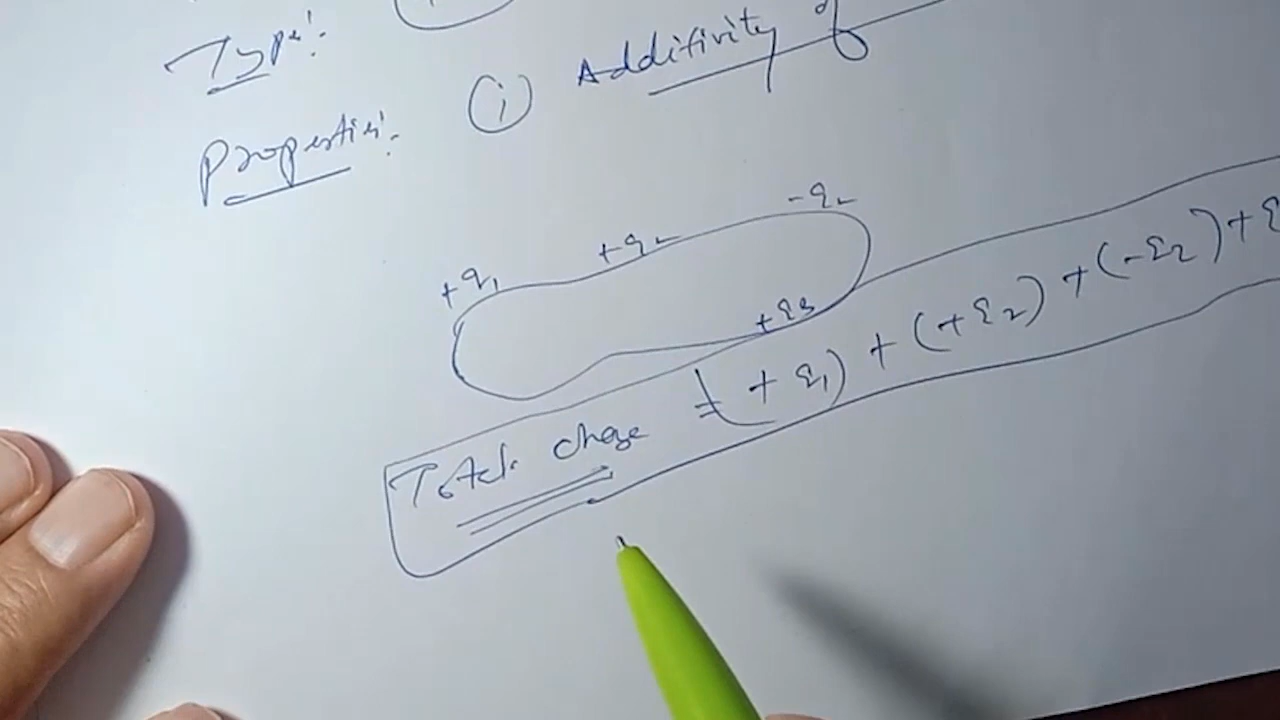 Type:
Properties: (i) Additivity of
+q1 +q2 -q2
+q3
Total charge = (+q1) + (+q2) + (-q2) + q